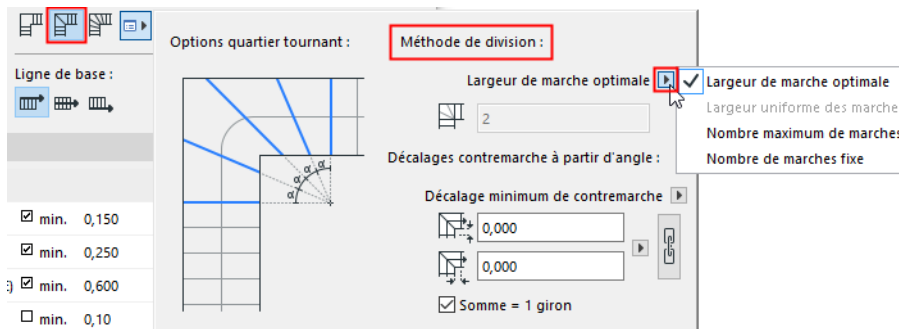 Options quartier tournant :
Méthode de division :
Ligne de base :
Largeur de marche optimale
Largeur de marche optimale
Largeur uniforme des marche
Nombre maximum de marches
Nombre de marches fixe
2
Décalages contremarche à partir d'angle :
Décalage minimum de contremarche
0,000
0,000
Somme = 1 giron
min. 0,150
min. 0,250
) min. 0,600
min. 0,10
α α α α